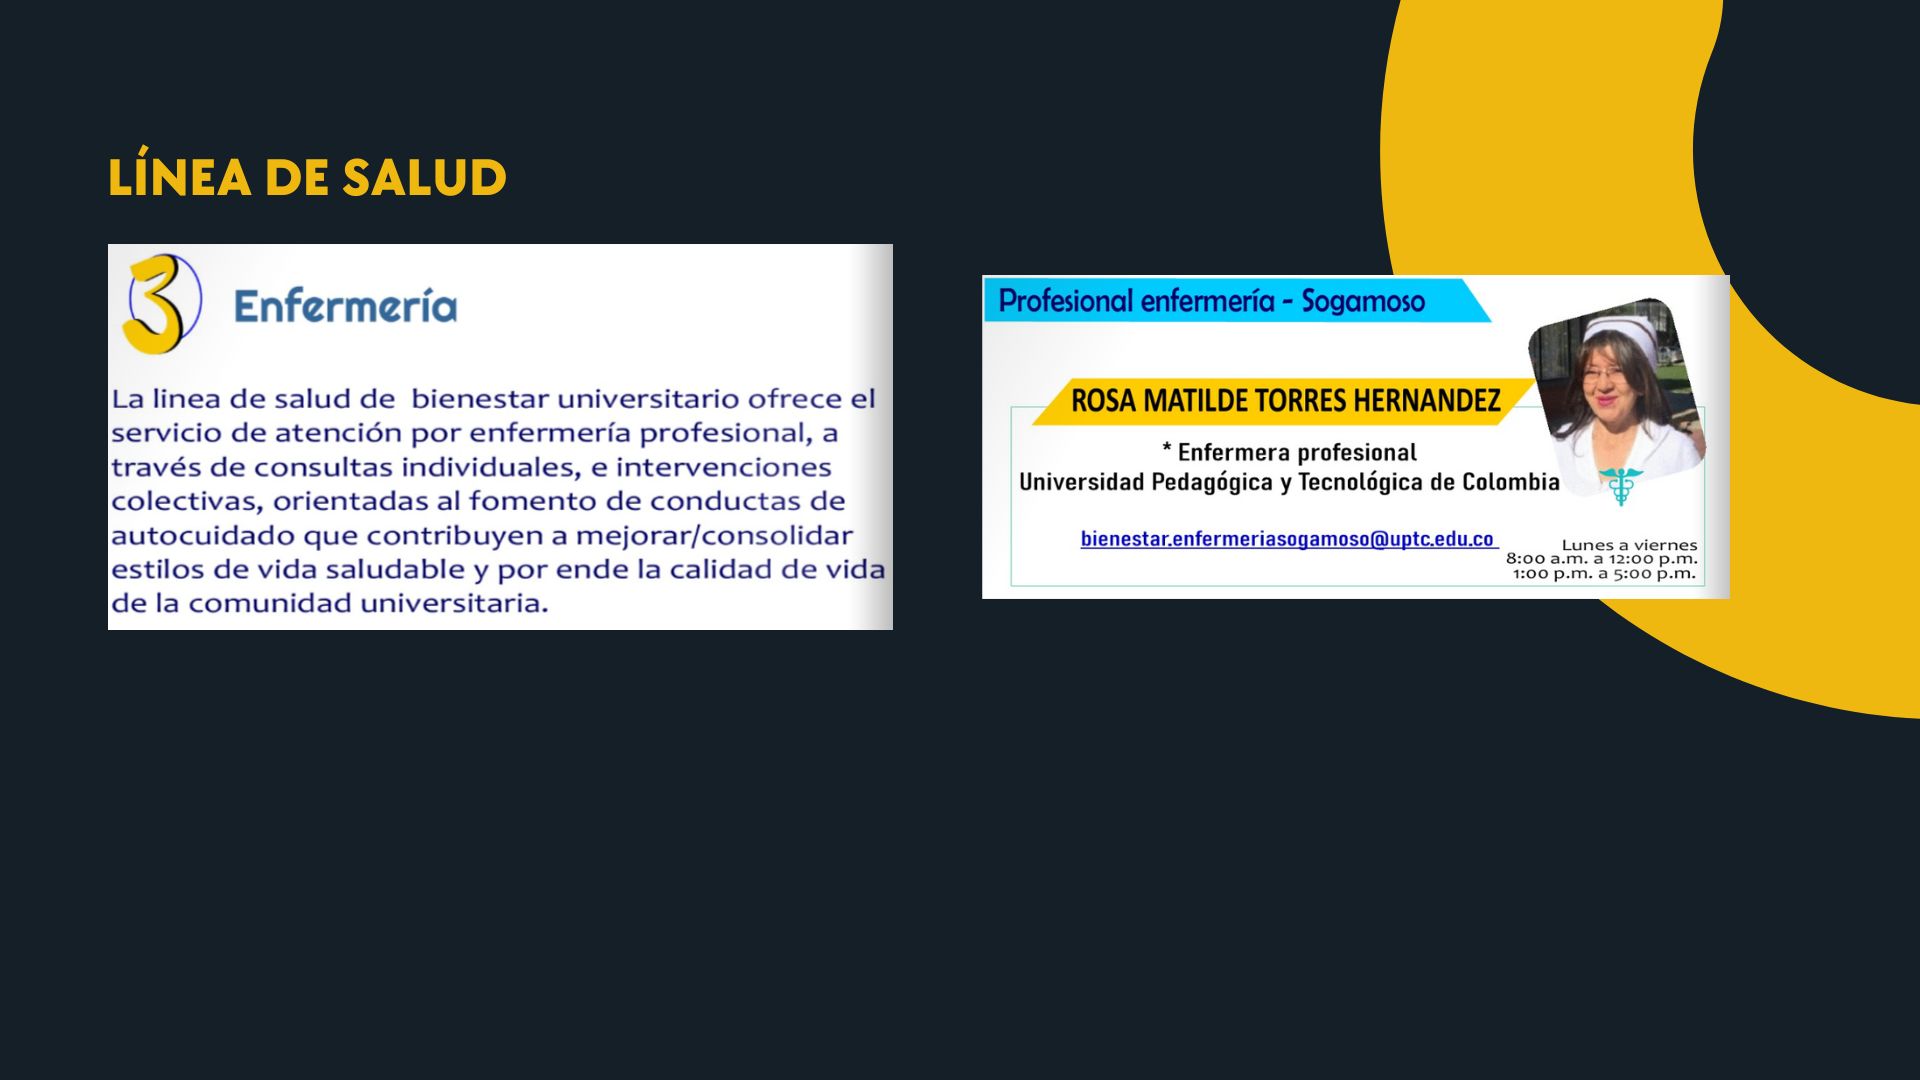 LÍNEA DE SALUD
3
Enfermería
La linea de salud de bienestar universitario ofrece el
servicio de atención por enfermería profesional, a
través de consultas individuales, e intervenciones
colectivas, orientadas al fomento de conductas de
autocuidado que contribuyen a mejorar/consolidar
estilos de vida saludable y por ende la calidad de vida
de la comunidad universitaria.
Profesional enfermería - Sogamoso
ROSA MATILDE TORRES HERNANDEZ
* Enfermera profesional
Universidad Pedagógica y Tecnológica de Colombia
bienestar.enfermeriasogamoso@uptc.edu.co
Lunes a viernes
8:00 a.m. a 12:00 p.m.
1:00 p.m. a 5:00 p.m.